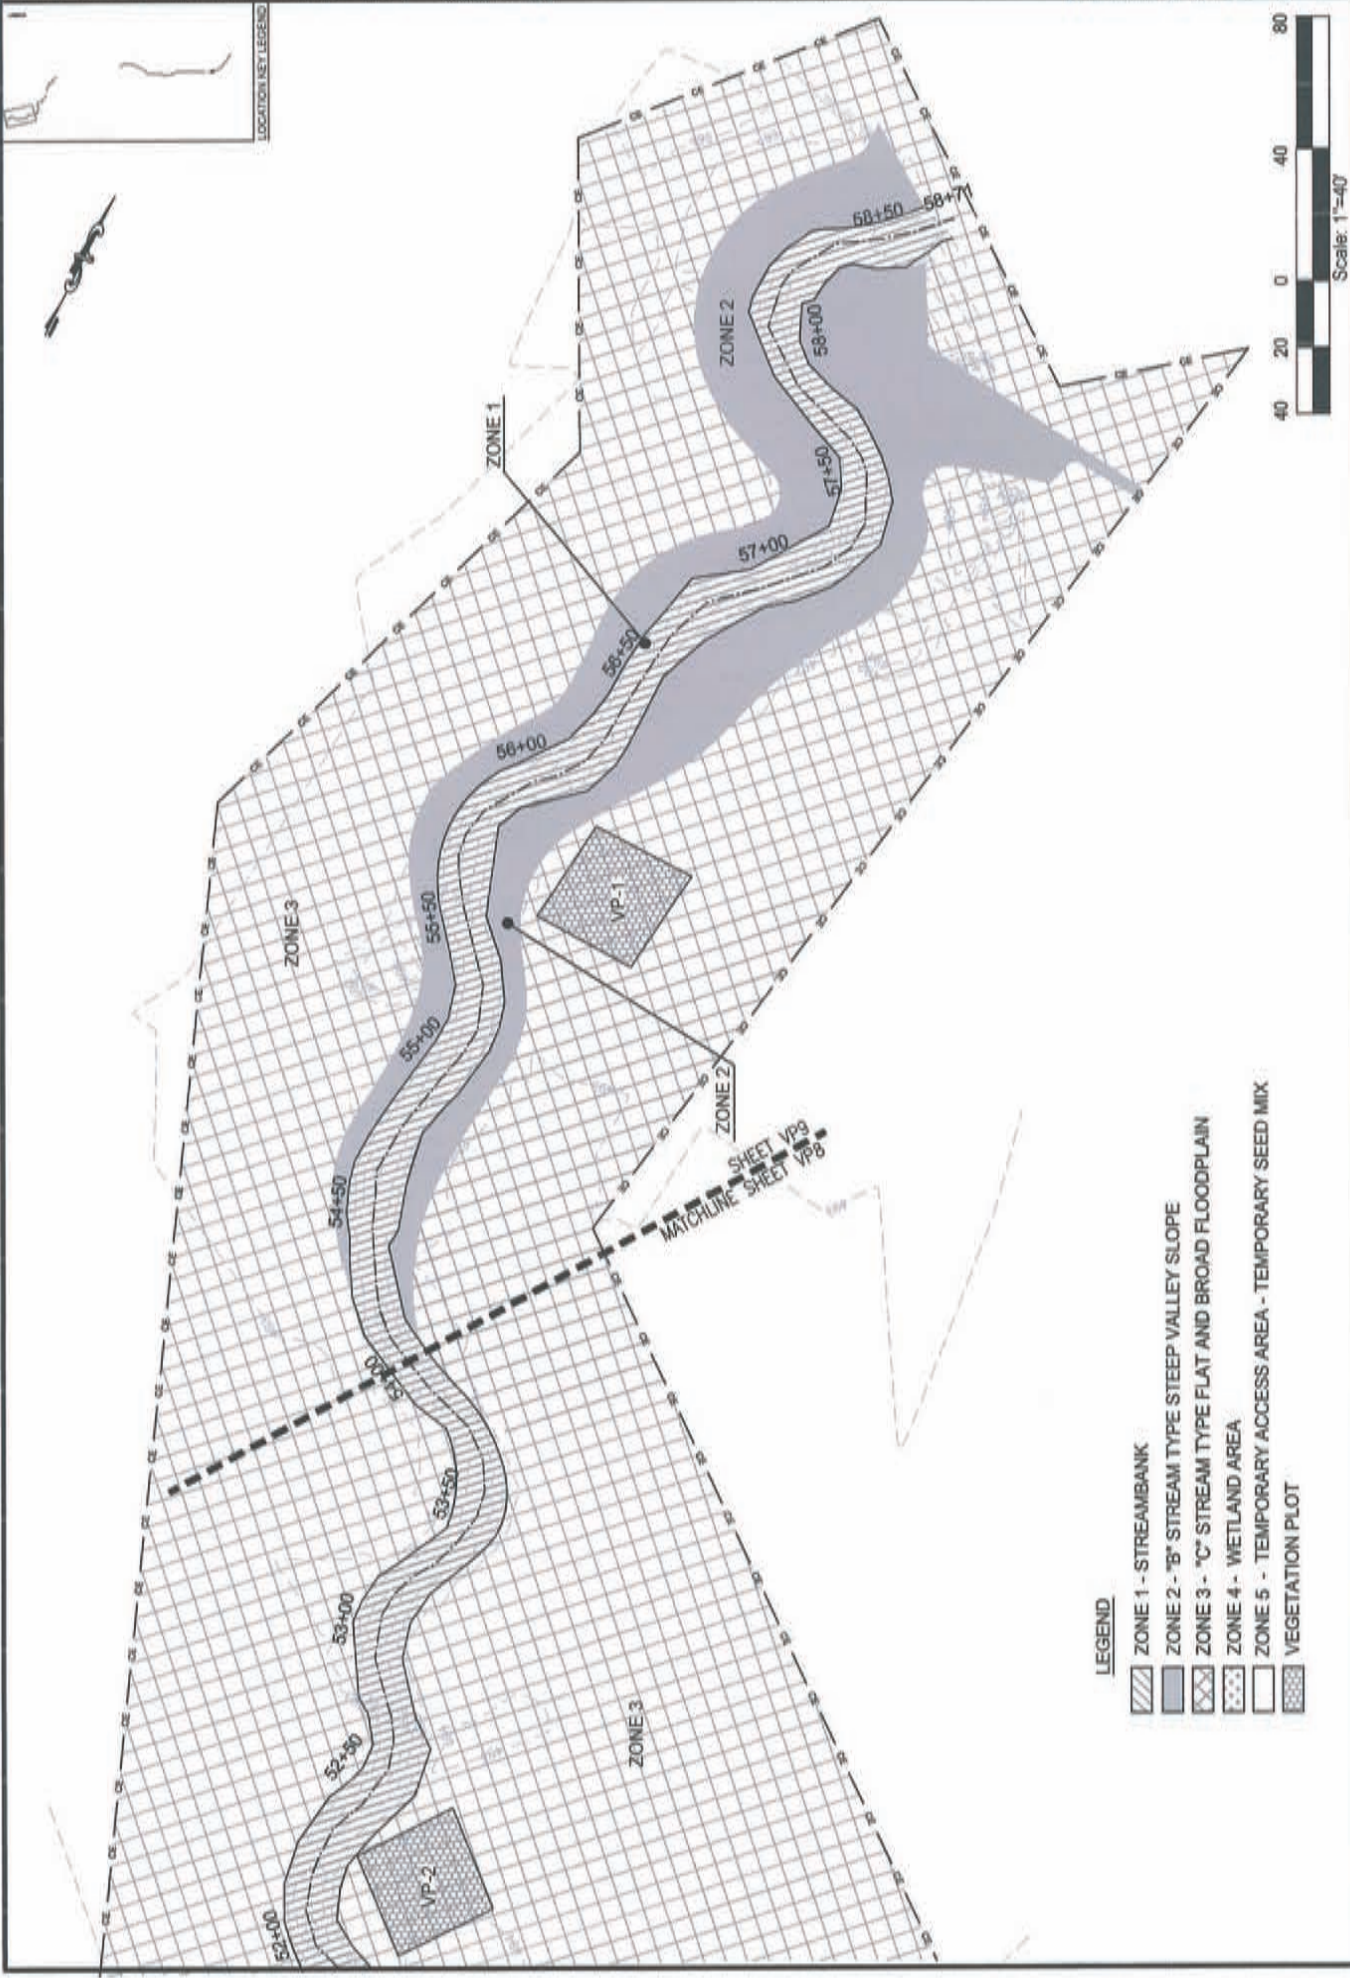 LOCATION KEY LEGEND
ZONE 1
ZONE 2
ZONE 3
ZONE 2
ZONE 3
52+00
52+50
53+00
53+50
54+50
55+00
55+50
56+00
56+50
57+00
57+50
58+00
58+50
58+71
VP-1
VP-2
SHEET VP9
MATCHLINE SHEET VP8
LEGEND
ZONE 1 - STREAMBANK
ZONE 2 - "B" STREAM TYPE STEEP VALLEY SLOPE
ZONE 3 - "C" STREAM TYPE FLAT AND BROAD FLOODPLAIN
ZONE 4 - WETLAND AREA
ZONE 5 - TEMPORARY ACCESS AREA - TEMPORARY SEED MIX
VEGETATION PLOT
40 20 0 40 80
Scale: 1"=40'